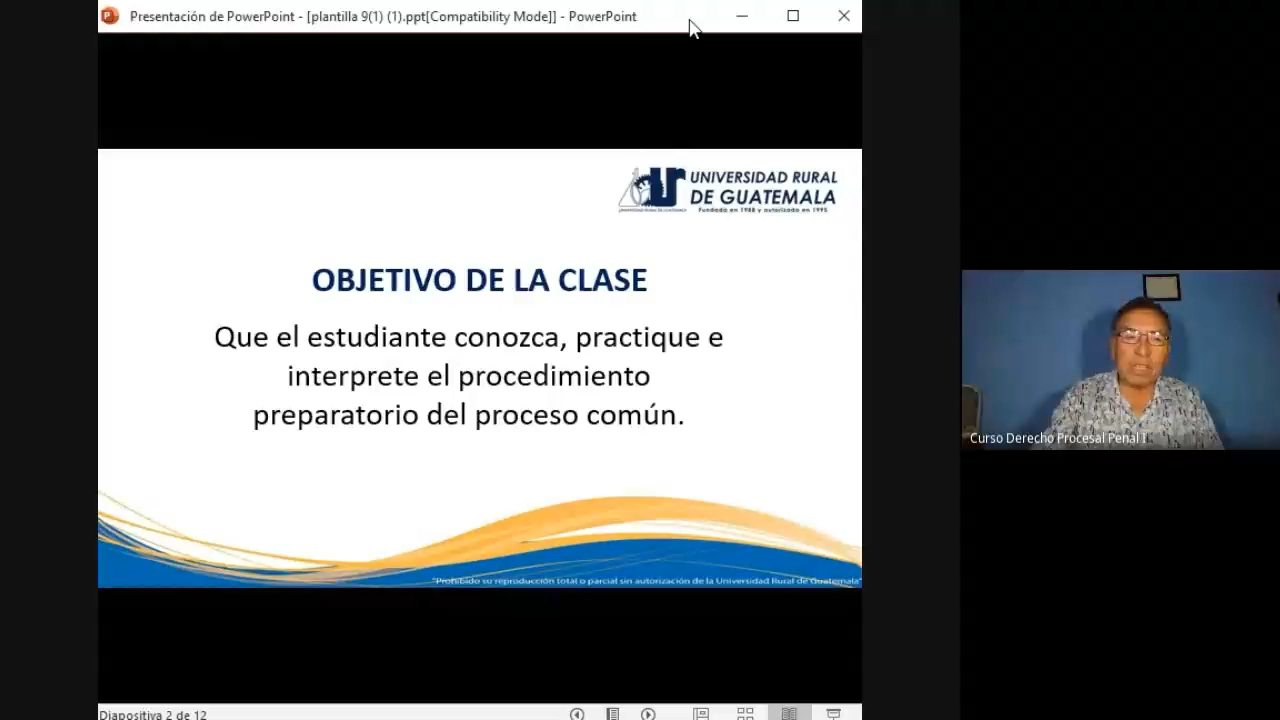 Presentación de PowerPoint - [plantilla 9(1) (1).ppt[Compatibility Mode]] - PowerPoint
UNIVERSIDAD RURAL
DE GUATEMALA
Fundada en 1988 y autorizada en 1995
OBJETIVO DE LA CLASE
Que el estudiante conozca, practique e
interprete el procedimiento
preparatorio del proceso común.
"Prohibido su reproducción total o parcial sin autorización de la Universidad Rural de Guatemala"
Curso Derecho Procesal Penal I
Diapositiva 2 de 12